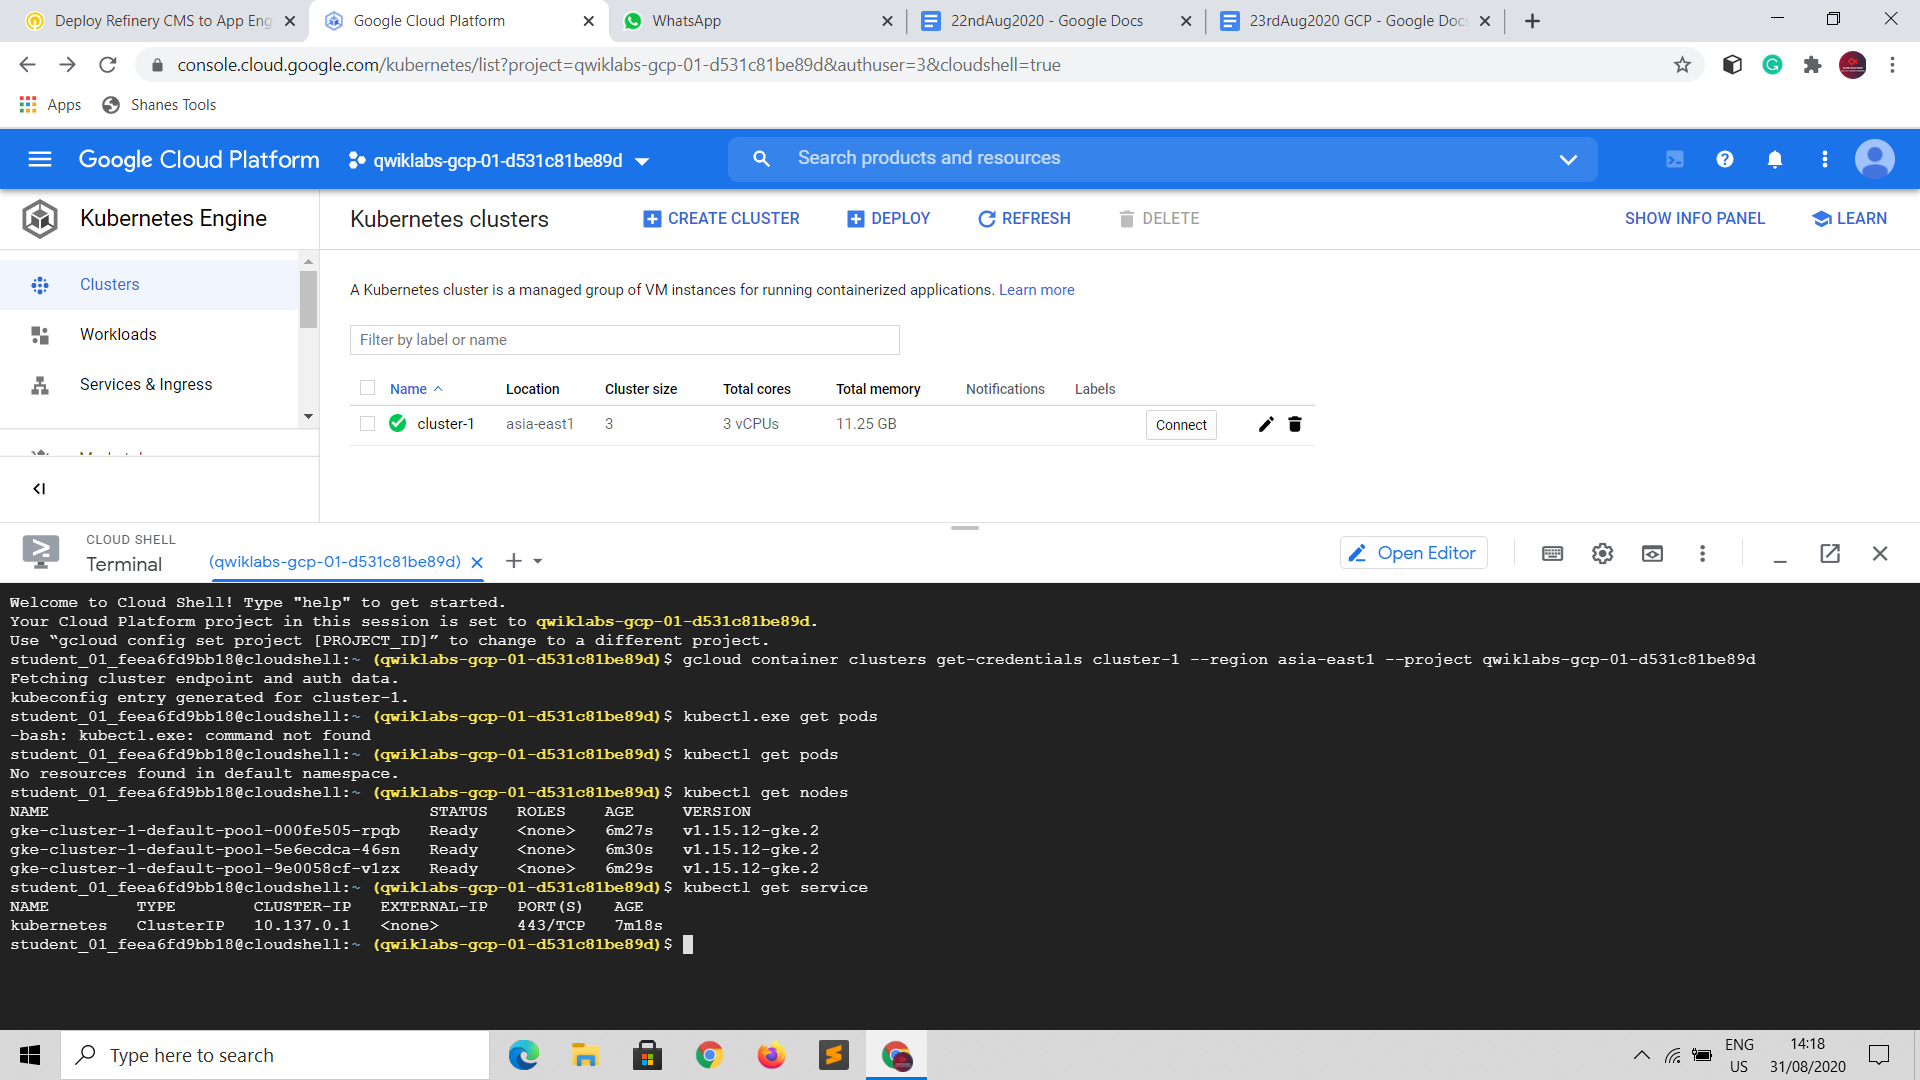 Deploy Refinery CMS to App Eng
Google Cloud Platform
WhatsApp
22ndAug2020 - Google Docs
23rdAug2020 GCP - Google Docs
console.cloud.google.com/kubernetes/list?project=qwiklabs-gcp-01-d531c81be89d&authuser=3&cloudshell=true
Apps
Shanes Tools
Google Cloud Platform
qwiklabs-gcp-01-d531c81be89d
Search products and resources
Kubernetes Engine
Kubernetes clusters
CREATE CLUSTER
DEPLOY
REFRESH
DELETE
SHOW INFO PANEL
LEARN
Clusters
Workloads
Services & Ingress
A Kubernetes cluster is a managed group of VM instances for running containerized applications. Learn more
Filter by label or name
Name Location Cluster size Total cores Total memory Notifications Labels
cluster-1 asia-east1 3 3 vCPUs 11.25 GB Connect
CLOUD SHELL
Terminal
(qwiklabs-gcp-01-d531c81be89d)
Open Editor
Welcome to Cloud Shell! Type "help" to get started.
Your Cloud Platform project in this session is set to qwiklabs-gcp-01-d531c81be89d.
Use “gcloud config set project [PROJECT_ID]” to change to a different project.
student_01_feea6fd9bb18@cloudshell:~ (qwiklabs-gcp-01-d531c81be89d)$ gcloud container clusters get-credentials cluster-1 --region asia-east1 --project qwiklabs-gcp-01-d531c81be89d
Fetching cluster endpoint and auth data.
kubeconfig entry generated for cluster-1.
student_01_feea6fd9bb18@cloudshell:~ (qwiklabs-gcp-01-d531c81be89d)$ kubectl.exe get pods
-bash: kubectl.exe: command not found
student_01_feea6fd9bb18@cloudshell:~ (qwiklabs-gcp-01-d531c81be89d)$ kubectl get pods
No resources found in default namespace.
student_01_feea6fd9bb18@cloudshell:~ (qwiklabs-gcp-01-d531c81be89d)$ kubectl get nodes
NAME STATUS ROLES AGE VERSION
gke-cluster-1-default-pool-000fe505-rpqb Ready <none> 6m27s v1.15.12-gke.2
gke-cluster-1-default-pool-5e6ecdca-46sn Ready <none> 6m30s v1.15.12-gke.2
gke-cluster-1-default-pool-9e0058cf-v1zx Ready <none> 6m29s v1.15.12-gke.2
student_01_feea6fd9bb18@cloudshell:~ (qwiklabs-gcp-01-d531c81be89d)$ kubectl get service
NAME TYPE CLUSTER-IP EXTERNAL-IP PORT(S) AGE
kubernetes ClusterIP 10.137.0.1 <none> 443/TCP 7m18s
student_01_feea6fd9bb18@cloudshell:~ (qwiklabs-gcp-01-d531c81be89d)$
Type here to search
ENG
US
14:18
31/08/2020